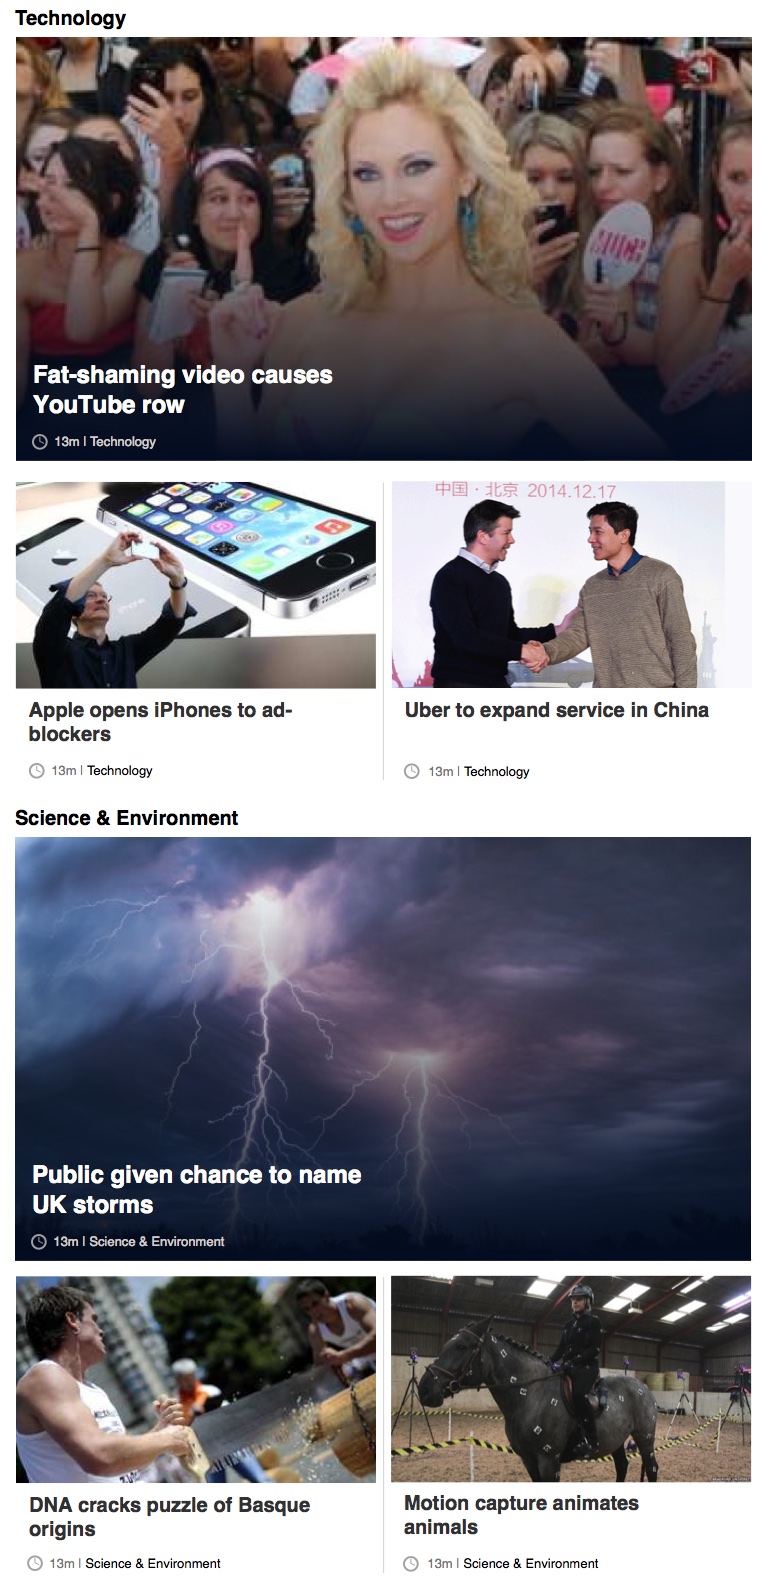 Technology
Fat-shaming video causes
YouTube row
13m | Technology
中国 · 北京 2014.12.17
iPhone
Apple opens iPhones to ad-
blockers
13m | Technology
Uber to expand service in China
13m | Technology
Science & Environment
Public given chance to name
UK storms
13m | Science & Environment
DNA cracks puzzle of Basque
origins
13m | Science & Environment
Motion capture animates
animals
13m | Science & Environment